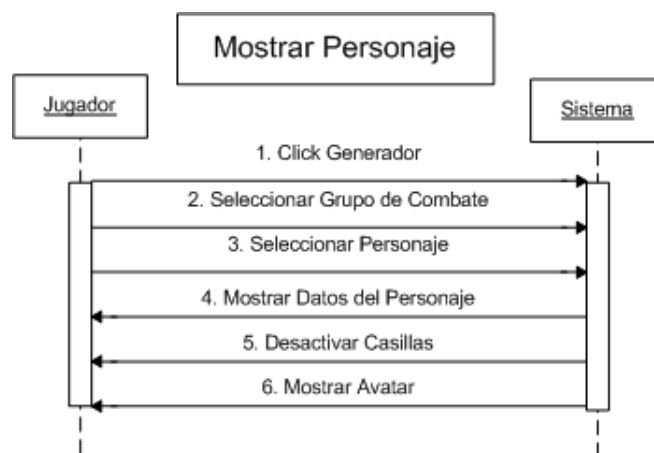 Mostrar Personaje
Jugador
Sistema
1. Click Generador
2. Seleccionar Grupo de Combate
3. Seleccionar Personaje
4. Mostrar Datos del Personaje
5. Desactivar Casillas
6. Mostrar Avatar